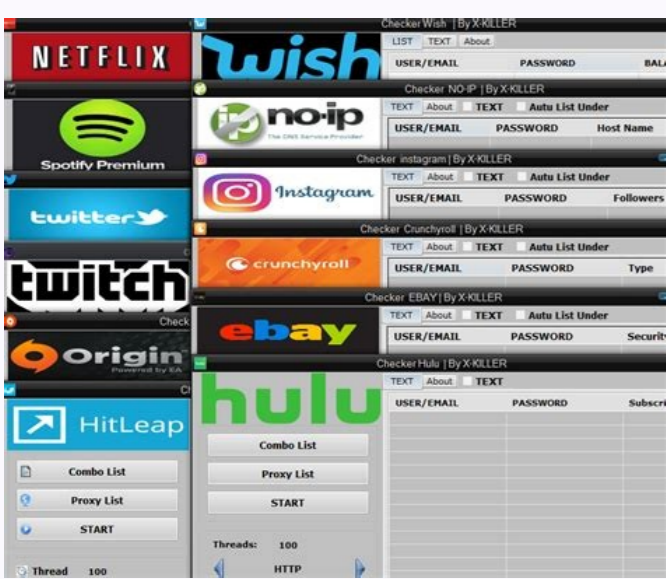 Checker Wish | By X-KILLER
NETFLIX
wish
LIST TEXT About
USER/EMAIL PASSWORD BAL
Checker NO-IP | By X-KILLER
Spotify Premium
no-ip
The DNS Service Provider
TEXT About TEXT Autu List Under
USER/EMAIL PASSWORD Host Name
Checker instagram | By X-KILLER
twitter
Instagram
TEXT About TEXT Autu List Under
USER/EMAIL PASSWORD Followers
Checker Crunchyroll | By X-KILLER
twitch
crunchyroll
TEXT About TEXT Autu List Under
USER/EMAIL PASSWORD Type
Checker EBAY | By X-KILLER
Check
Origin
Powered by EA
ebay
TEXT About TEXT Autu List Under
USER/EMAIL PASSWORD Securit
Checker Hulu | By X-KILLER
Ch
HitLeap
hulu
TEXT About TEXT
USER/EMAIL PASSWORD Subscri
Combo List
Proxy List
START
Thread 100
Combo List
Proxy List
START
Threads: 100
HTTP